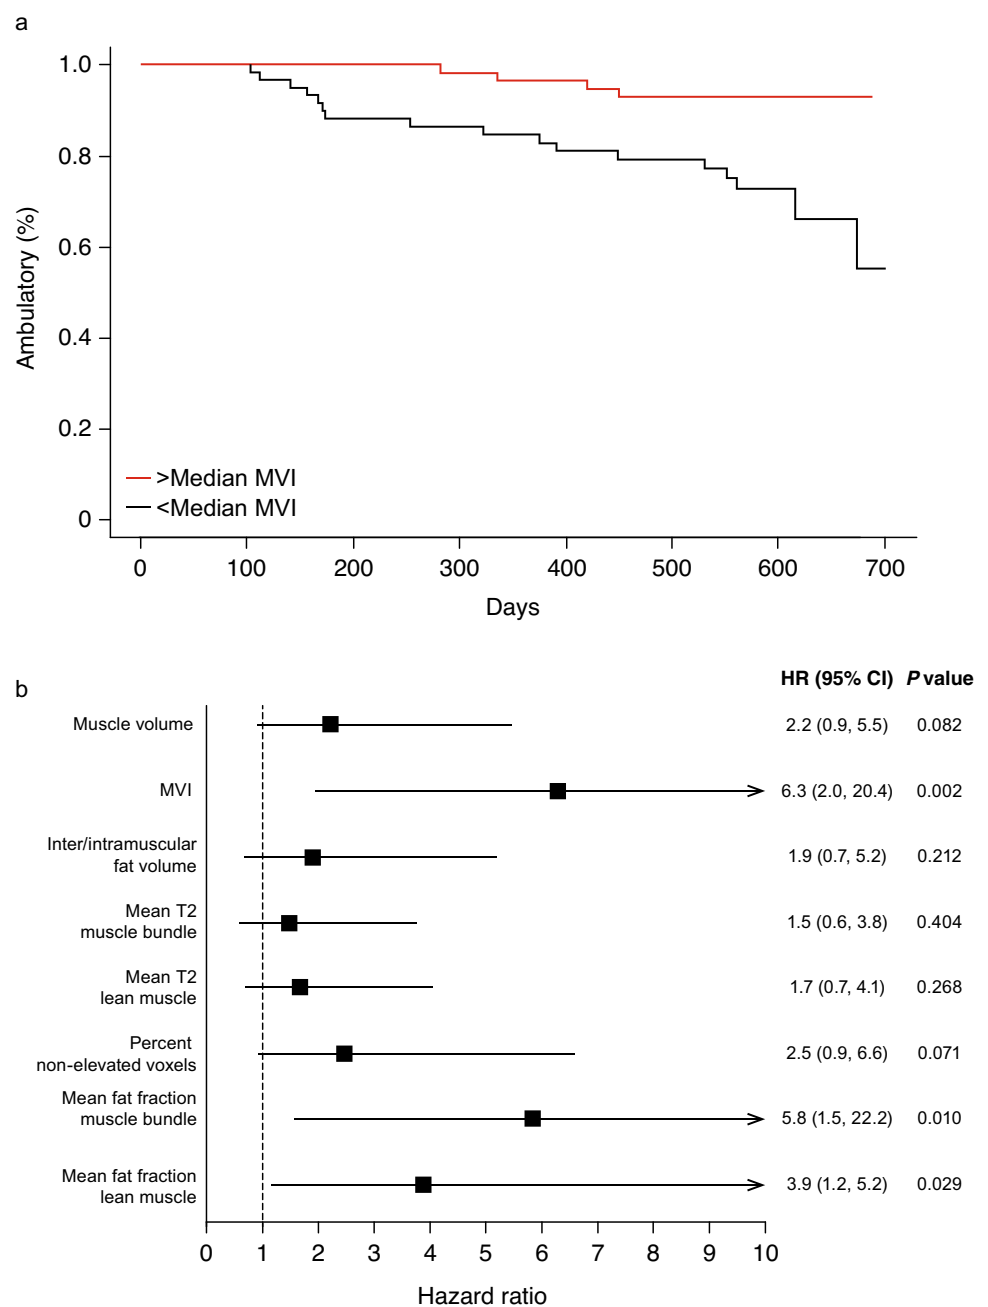 a
1.0
0.8
0.6
0.4
0.2
0
Ambulatory (%)
>Median MVI
<Median MVI
0 100 200 300 400 500 600 700
Days
b
HR (95% CI) P value
Muscle volume 2.2 (0.9, 5.5) 0.082
MVI 6.3 (2.0, 20.4) 0.002
Inter/intramuscular
fat volume 1.9 (0.7, 5.2) 0.212
Mean T2
muscle bundle 1.5 (0.6, 3.8) 0.404
Mean T2
lean muscle 1.7 (0.7, 4.1) 0.268
Percent
non-elevated voxels 2.5 (0.9, 6.6) 0.071
Mean fat fraction
muscle bundle 5.8 (1.5, 22.2) 0.010
Mean fat fraction
lean muscle 3.9 (1.2, 5.2) 0.029
0 1 2 3 4 5 6 7 8 9 10
Hazard ratio